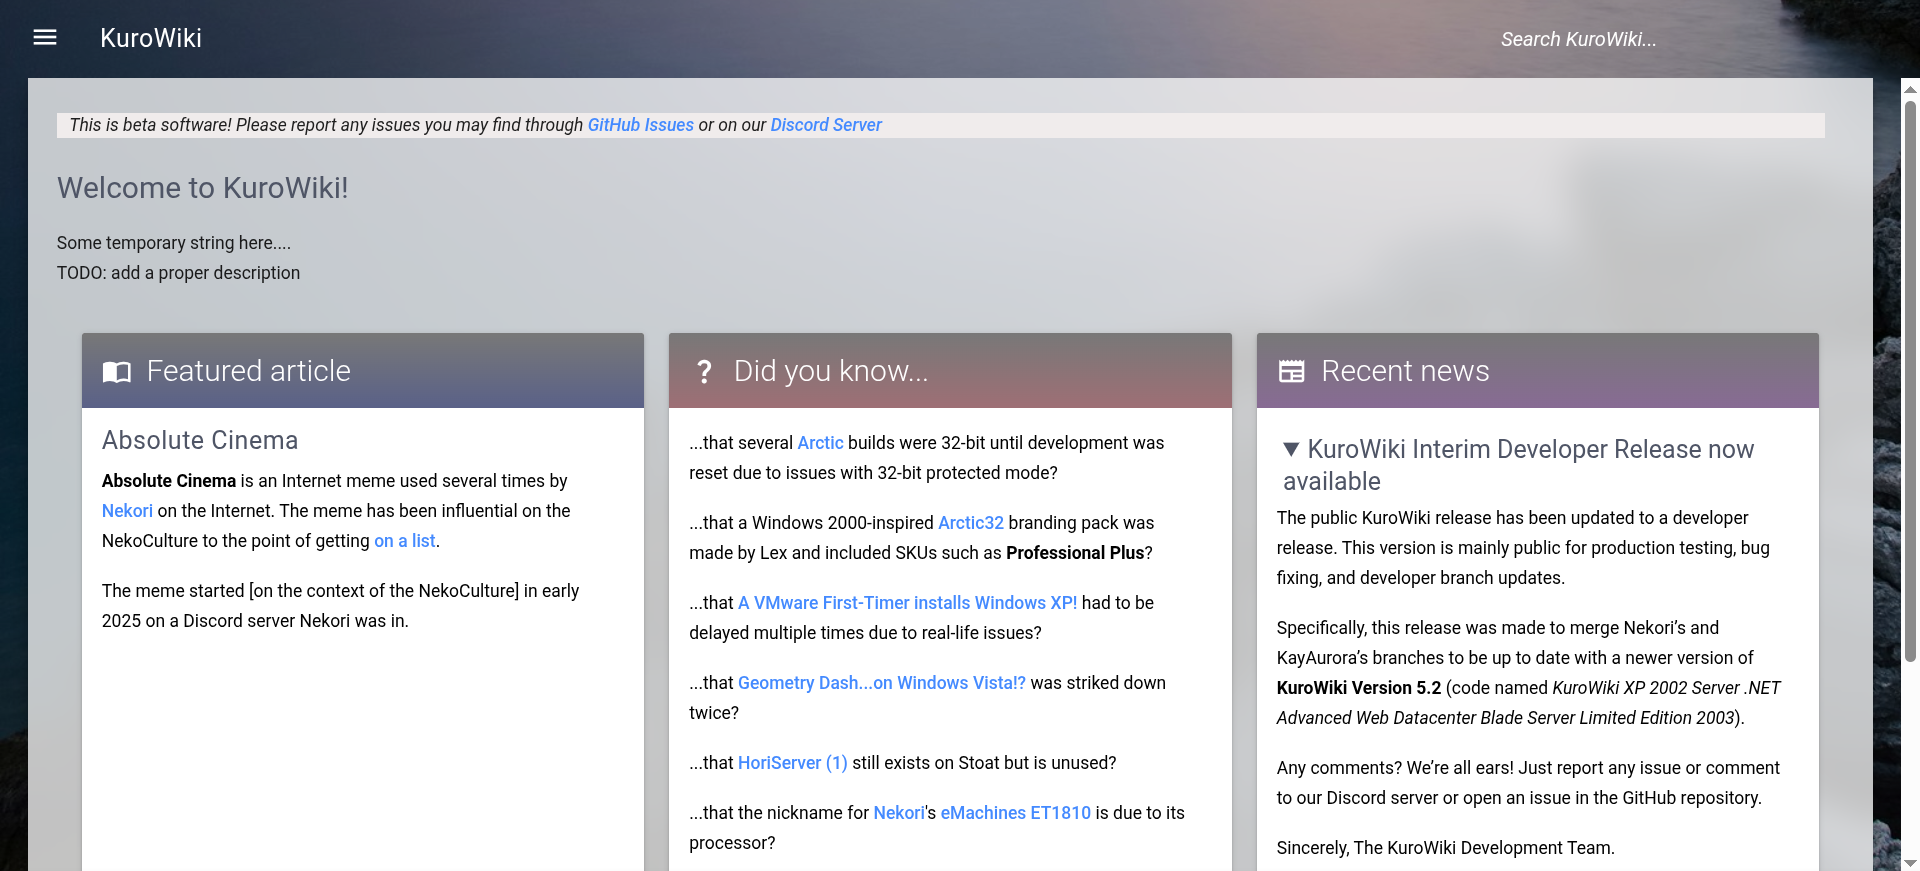 KuroWiki
Search KuroWiki...
This is beta software! Please report any issues you may find through GitHub Issues or on our Discord Server
Welcome to KuroWiki!
Some temporary string here....
TODO: add a proper description
Featured article
Absolute Cinema
Absolute Cinema is an Internet meme used several times by
Nekori on the Internet. The meme has been influential on the
NekoCulture to the point of getting on a list.
The meme started [on the context of the NekoCulture] in early
2025 on a Discord server Nekori was in.
Did you know...
...that several Arctic builds were 32-bit until development was
reset due to issues with 32-bit protected mode?
...that a Windows 2000-inspired Arctic32 branding pack was
made by Lex and included SKUs such as Professional Plus?
...that A VMware First-Timer installs Windows XP! had to be
delayed multiple times due to real-life issues?
...that Geometry Dash...on Windows Vista!? was striked down
twice?
...that HoriServer (1) still exists on Stoat but is unused?
...that the nickname for Nekori's eMachines ET1810 is due to its
processor?
Recent news
▼ KuroWiki Interim Developer Release now
available
The public KuroWiki release has been updated to a developer
release. This version is mainly public for production testing, bug
fixing, and developer branch updates.
Specifically, this release was made to merge Nekori’s and
KayAurora’s branches to be up to date with a newer version of
KuroWiki Version 5.2 (code named KuroWiki XP 2002 Server .NET
Advanced Web Datacenter Blade Server Limited Edition 2003).
Any comments? We’re all ears! Just report any issue or comment
to our Discord server or open an issue in the GitHub repository.
Sincerely, The KuroWiki Development Team.